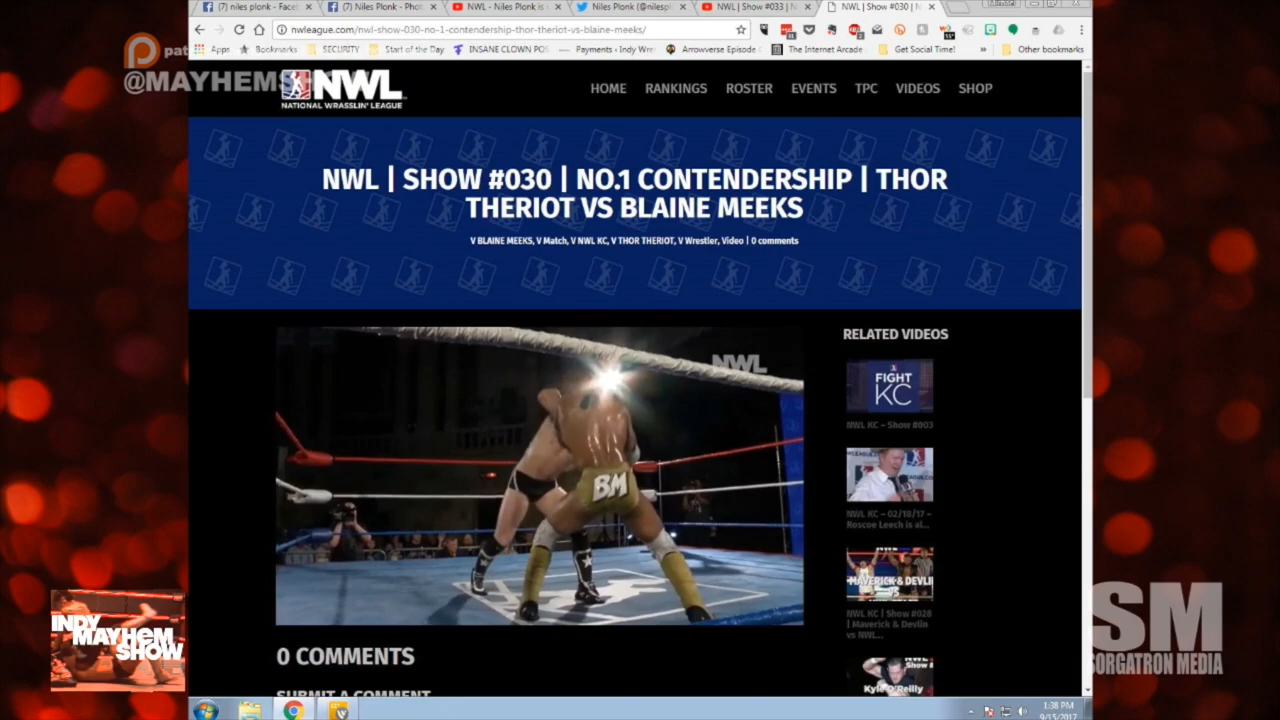 (7) niles plonk - Face
(7) Niles Plonk - Phot
NWL - Niles Plonk is
Niles Plonk (@nilespl
NWL | Show #033 | N
NWL | Show #030 | N
nwleague.com/nwl-show-030-no-1-contendership-thor-theriot-vs-blaine-meeks/
Apps
Bookmarks
SECURITY
Start of the Day
INSANE CLOWN POS
Payments ‹ Indy Wre
Arrowverse Episode
The Internet Arcade
Get Social Time!
»
Other bookmarks
pat
@MAYHEMS
NWL
NATIONAL WRASSLIN' LEAGUE
HOME
RANKINGS
ROSTER
EVENTS
TPC
VIDEOS
SHOP
NWL | SHOW #030 | NO.1 CONTENDERSHIP | THOR
THERIOT VS BLAINE MEEKS
V BLAINE MEEKS, V Match, V NWL KC, V THOR THERIOT, V Wrestler, Video | 0 comments
NWL
BM
RELATED VIDEOS
FIGHT
KC
NWL KC – Show #003
NWL KC – 02/18/17 –
Roscoe Leech is al...
MAVERICK & DEVLIN
VS
NWL KC | Show #028
| Maverick & Devlin
vs NWL...
NWL
Show #
Kyle O'Reilly
0 COMMENTS
SUBMIT A COMMENT
INDY
MAYHEM
SHOW
SM
SORGATRON MEDIA
1:38 PM
9/15/2017